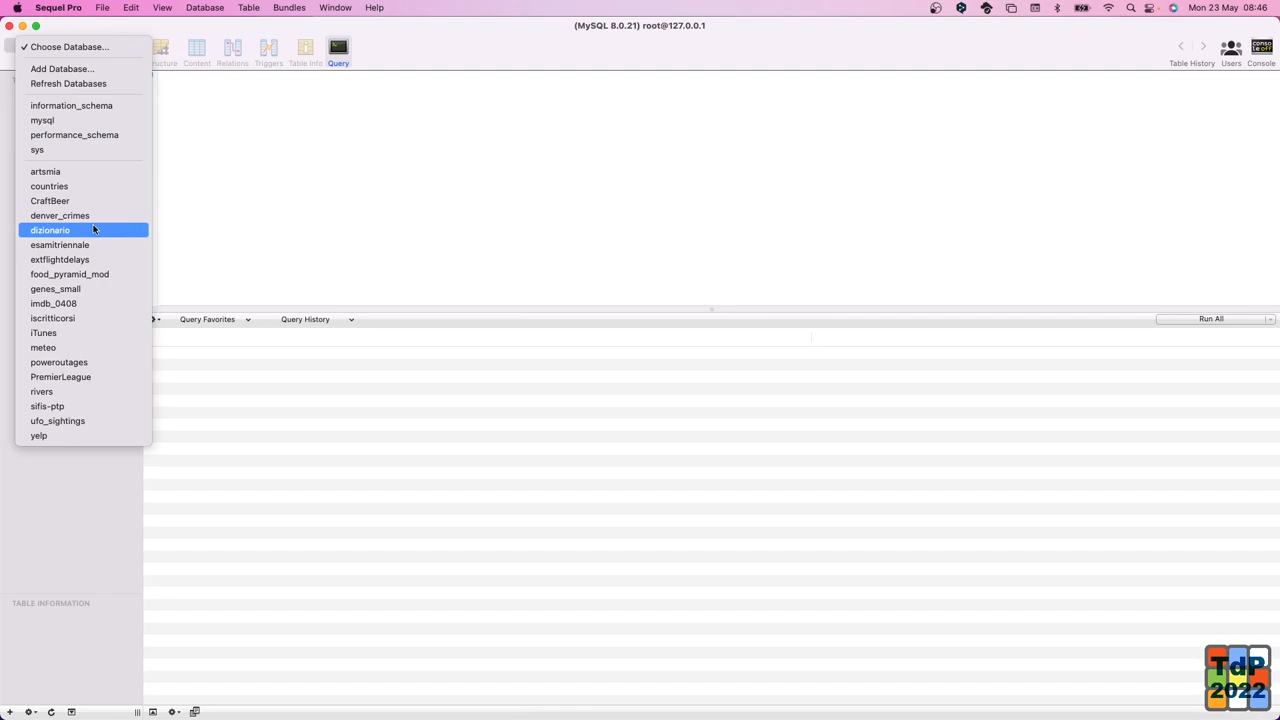 Sequel Pro File Edit View Database Table Bundles Window Help Mon 23 May 08:46
(MySQL 8.0.21) root@127.0.0.1
✓ Choose Database...
Add Database...
Refresh Databases
information_schema
mysql
performance_schema
sys
artsmia
countries
CraftBeer
denver_crimes
dizionario
esamitriennale
extflightdelays
food_pyramid_mod
genes_small
imdb_0408
iscritticorsi
iTunes
meteo
poweroutages
PremierLeague
rivers
sifis-ptp
ufo_sightings
yelp
ructure Content Relations Triggers Table Info Query Table History Users Console
console off
Query Favorites Query History Run All
TABLE INFORMATION
TdP
2022